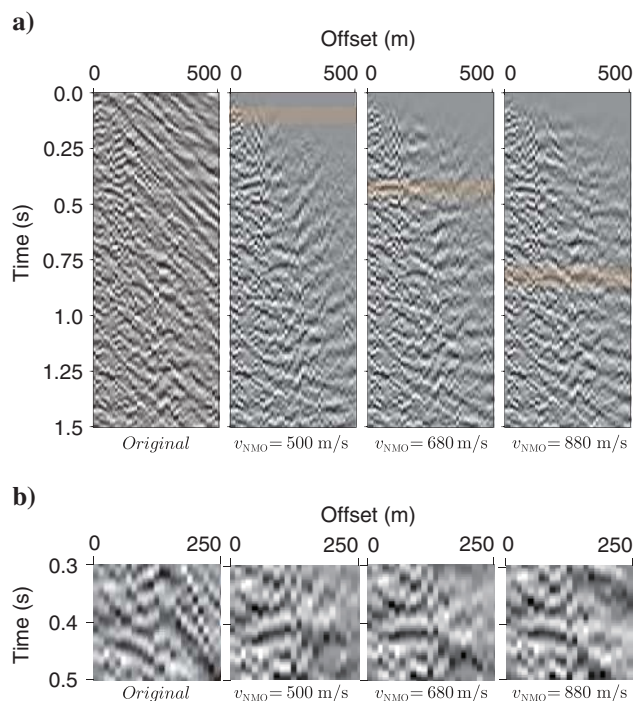 a)
Offset (m)
0 500 0 500 0 500 0 500
0.0
0.25
0.5
0.75
1.0
1.25
1.5
Time (s)
Original vNMO= 500 m/s vNMO= 680 m/s vNMO= 880 m/s
b)
Offset (m)
0 250 0 250 0 250 0 250
0.3
0.4
0.5
Time (s)
Original vNMO= 500 m/s vNMO= 680 m/s vNMO= 880 m/s